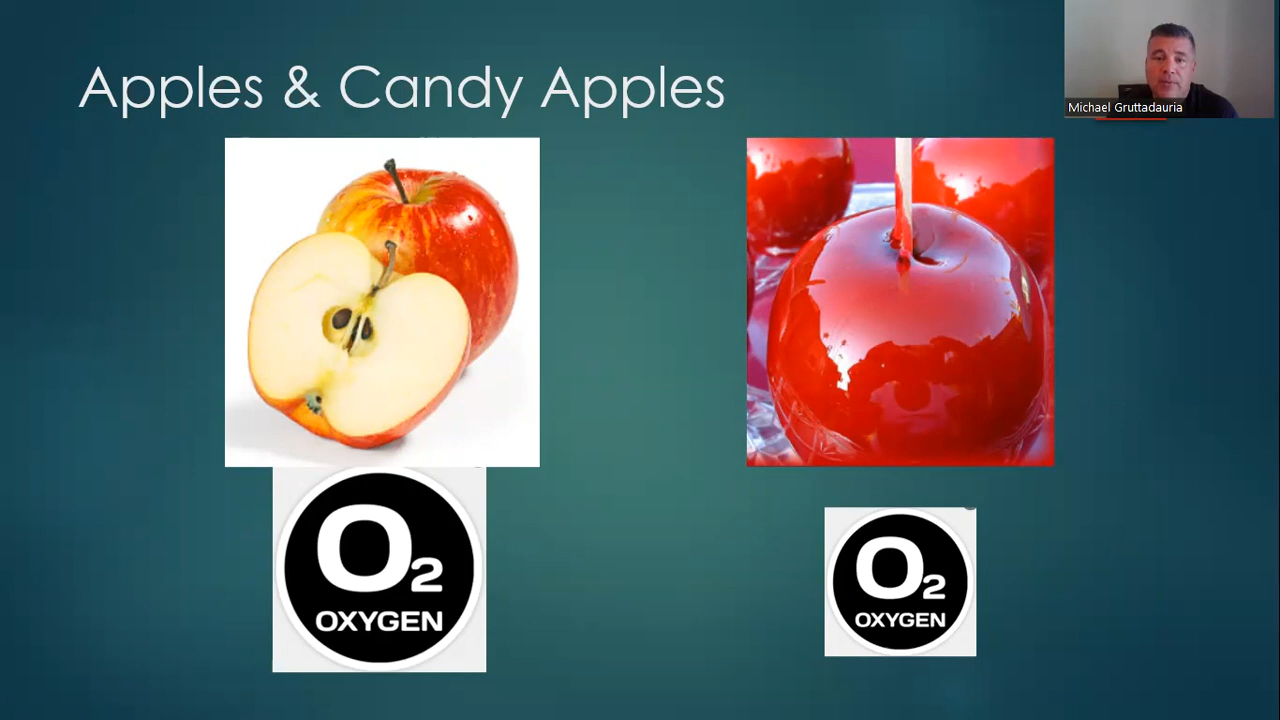 Apples & Candy Apples
Michael Gruttadauria
O2
OXYGEN
O2
OXYGEN